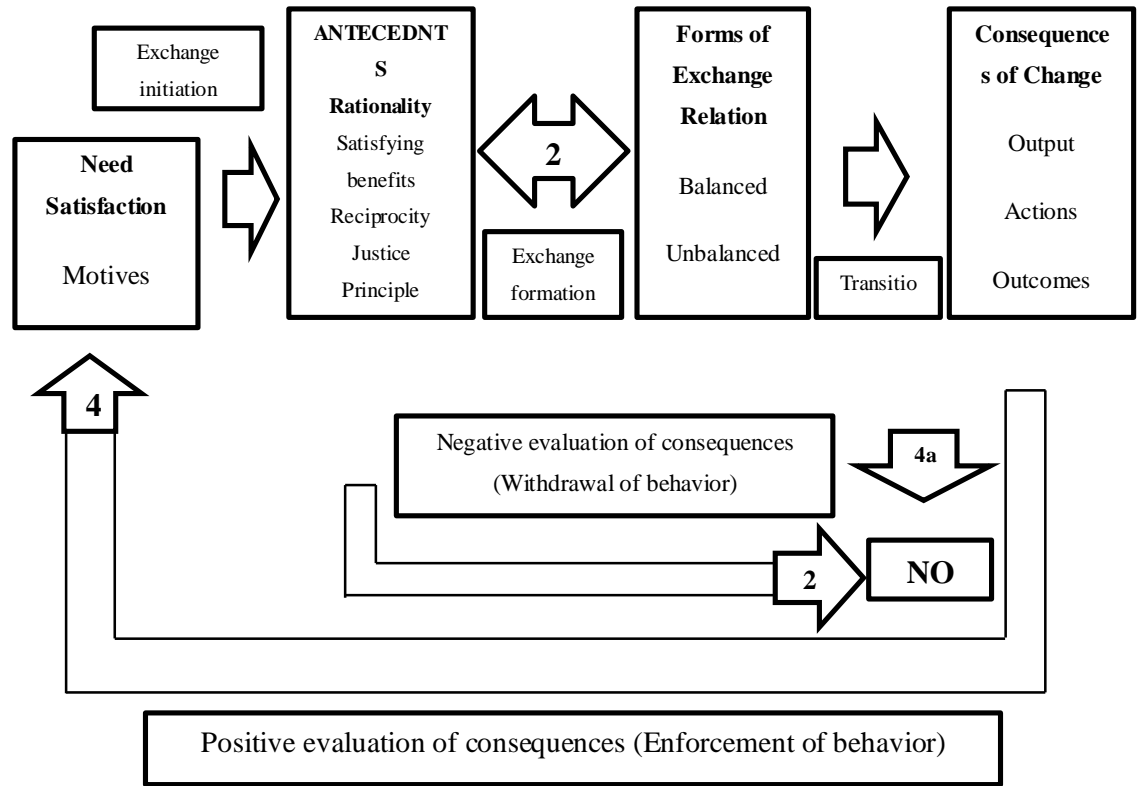 Exchange
initiation
Need
Satisfaction
Motives
ANTECEDNT
S
Rationality
Satisfying
benefits
Reciprocity
Justice
Principle
2
Exchange
formation
Forms of
Exchange
Relation
Balanced
Unbalanced
Transitio
Consequence
s of Change
Output
Actions
Outcomes
4
Negative evaluation of consequences
(Withdrawal of behavior)
4a
2
NO
Positive evaluation of consequences (Enforcement of behavior)